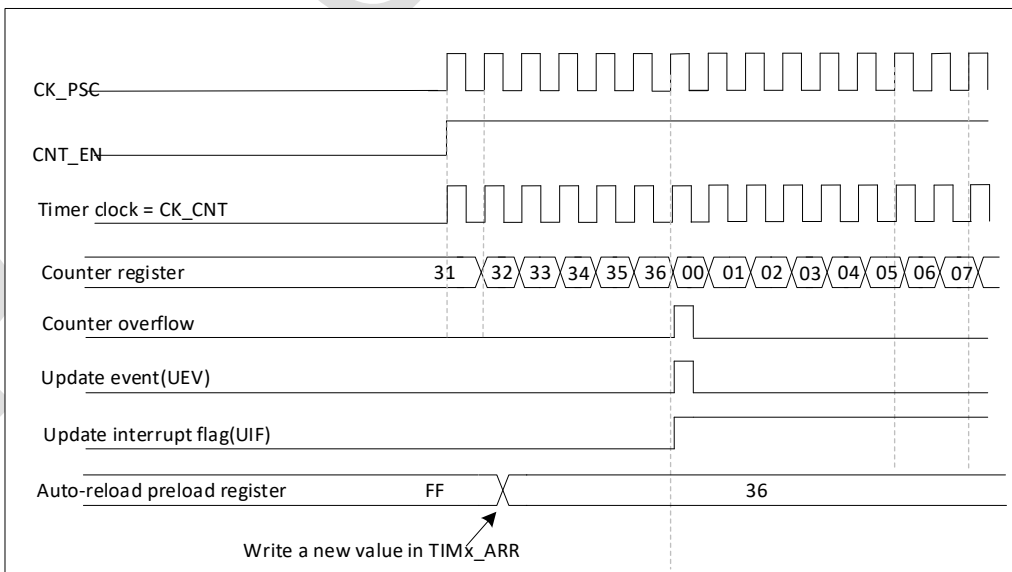 CK_PSC
CNT_EN
Timer clock = CK_CNT
Counter register 31 32 33 34 35 36 00 01 02 03 04 05 06 07
Counter overflow
Update event(UEV)
Update interrupt flag(UIF)
Auto-reload preload register FF 36
Write a new value in TIMx_ARR